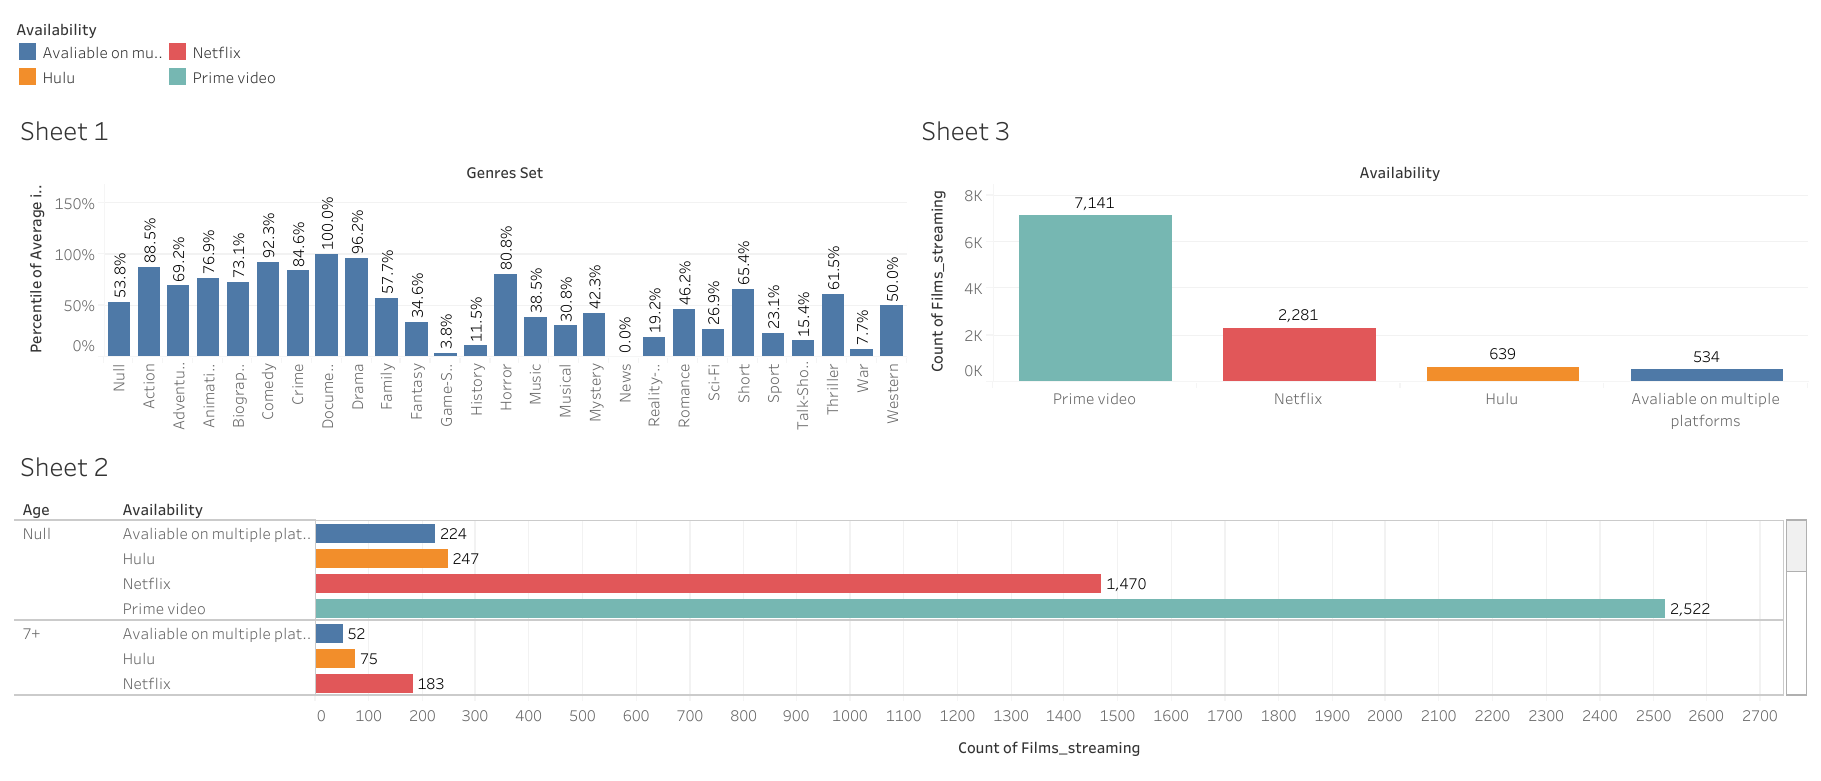 Availability
Avaliable on mu..
Netflix
Hulu
Prime video
Sheet 1
Genres Set
Percentile of Average i..
150%
100%
50%
0%
53.8%
88.5%
69.2%
76.9%
73.1%
92.3%
84.6%
100.0%
96.2%
57.7%
34.6%
3.8%
11.5%
80.8%
38.5%
30.8%
42.3%
0.0%
19.2%
46.2%
26.9%
65.4%
23.1%
15.4%
61.5%
7.7%
50.0%
Null
Action
Adventu..
Animati..
Biograp..
Comedy
Crime
Docume..
Drama
Family
Fantasy
Game-S..
History
Horror
Music
Musical
Mystery
News
Reality-..
Romance
Sci-Fi
Short
Sport
Talk-Sho..
Thriller
War
Western
Sheet 3
Availability
Count of Films_streaming
8K
6K
4K
2K
0K
7,141
2,281
639
534
Prime video
Netflix
Hulu
Avaliable on multiple
platforms
Sheet 2
Age Availability
Null Avaliable on multiple plat.. 224
Hulu 247
Netflix 1,470
Prime video 2,522
7+ Avaliable on multiple plat.. 52
Hulu 75
Netflix 183
0 100 200 300 400 500 600 700 800 900 1000 1100 1200 1300 1400 1500 1600 1700 1800 1900 2000 2100 2200 2300 2400 2500 2600 2700
Count of Films_streaming